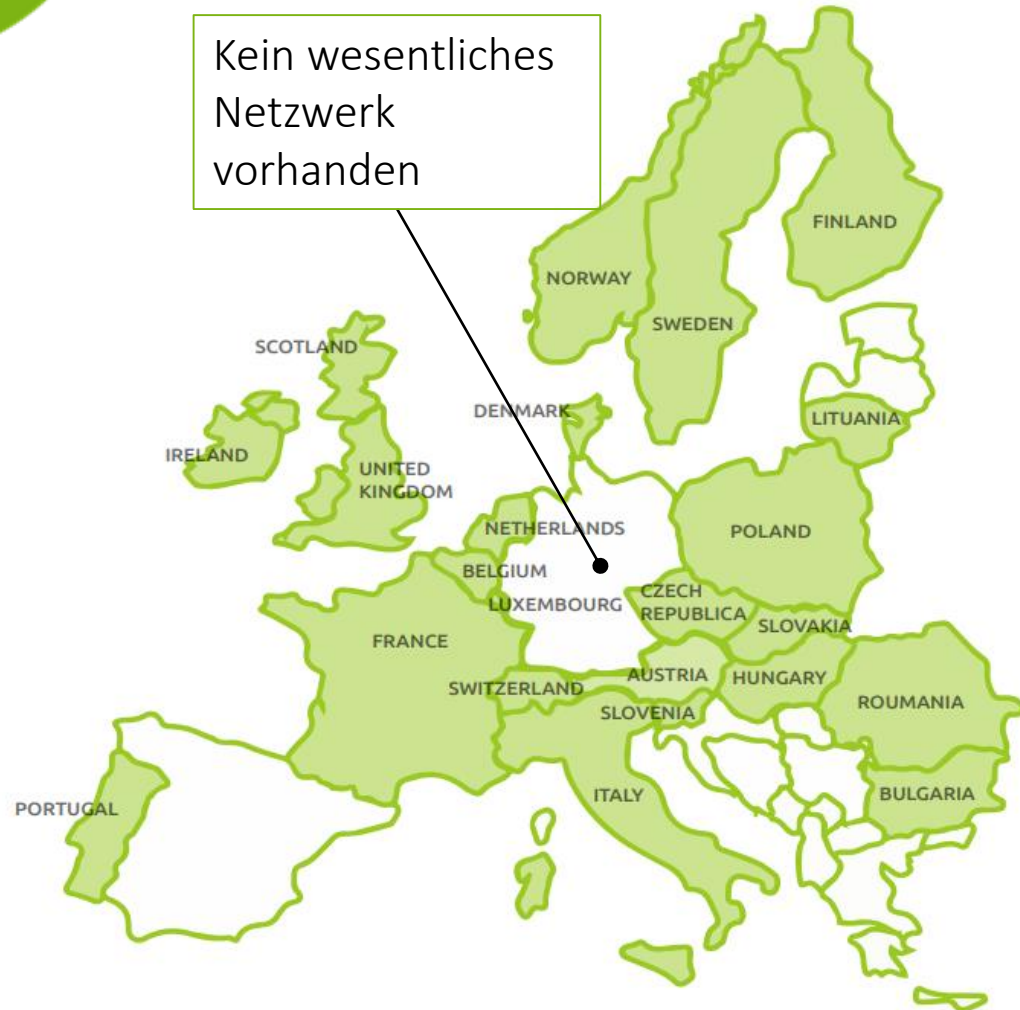 Kein wesentliches
Netzwerk
vorhanden
FINLAND
NORWAY
SWEDEN
SCOTLAND
DENMARK
LITUANIA
IRELAND
UNITED
KINGDOM
NETHERLANDS
POLAND
BELGIUM
CZECH
REPUBLICA
LUXEMBOURG
SLOVAKIA
FRANCE
AUSTRIA
HUNGARY
SWITZERLAND
ROUMANIA
SLOVENIA
ITALY
BULGARIA
PORTUGAL